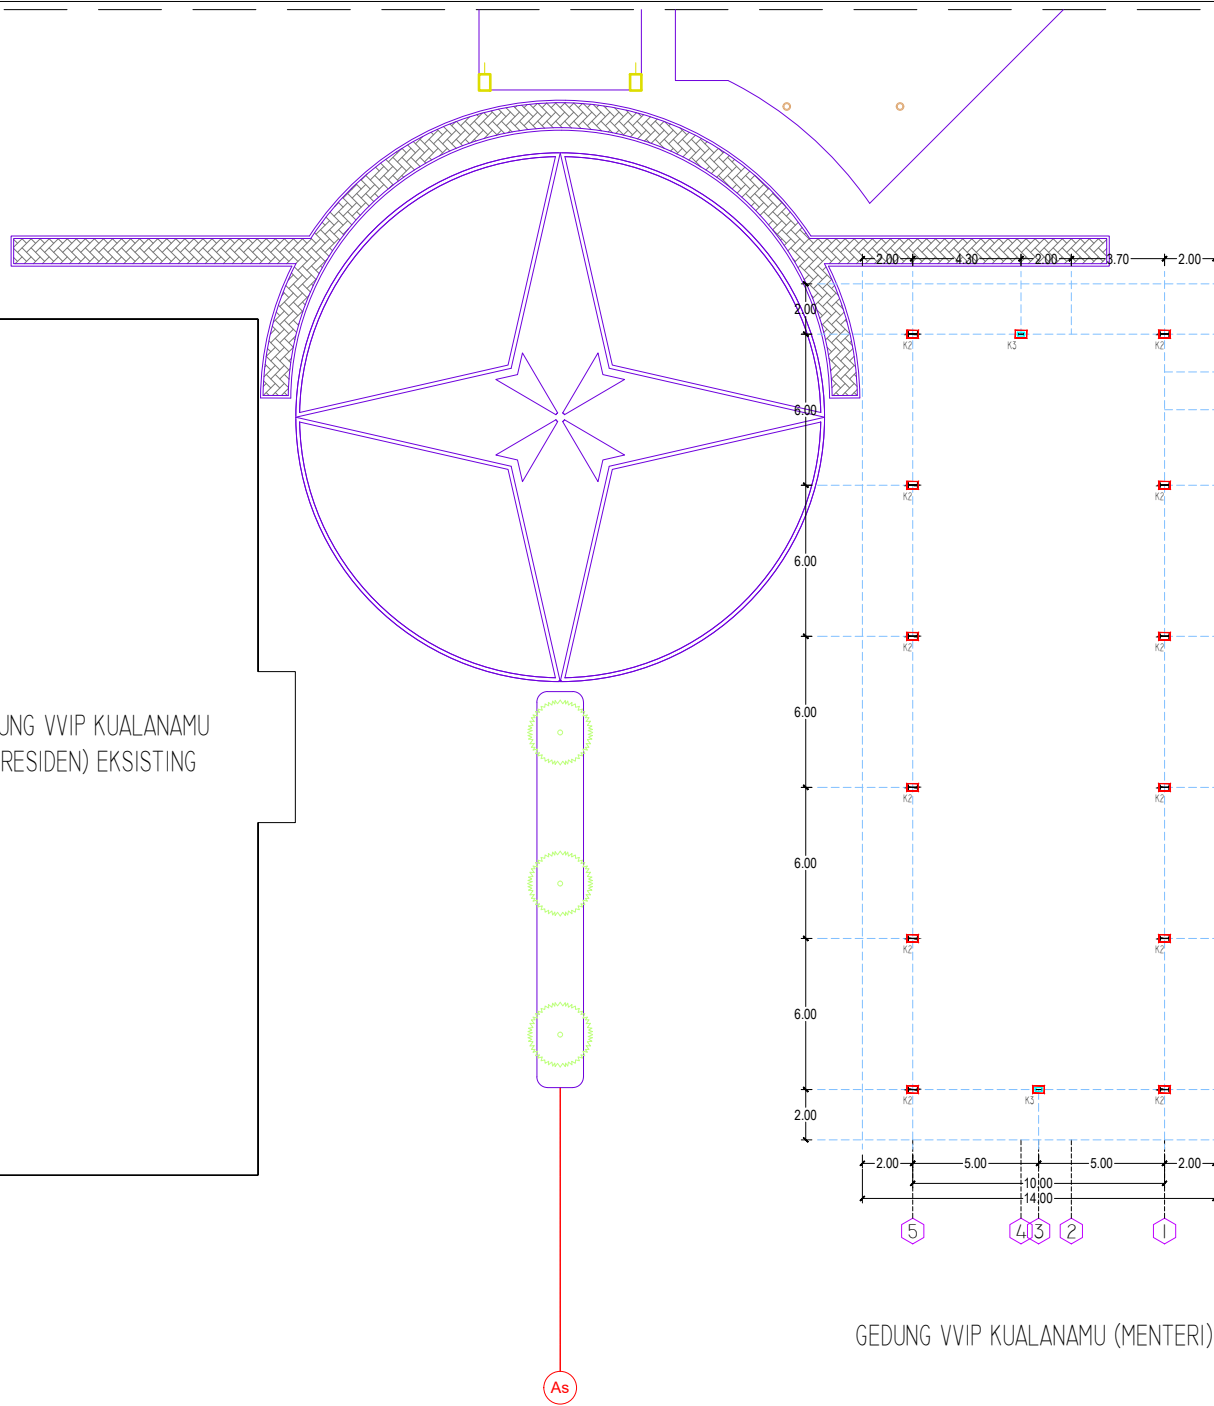 2.00 4.30 2.00 3.70 2.00
2.00
K2 K3 K2
6.00
K2 K2
6.00
K2 K2
6.00
UNG VVIP KUALANAMU
RESIDEN) EKSISTING
K2 K2
6.00
K2 K2
6.00
K2 K3 K2
2.00
2.00 5.00 5.00 2.00
10.00
14.00
5 4 3 2 1
GEDUNG VVIP KUALANAMU (MENTERI)
As